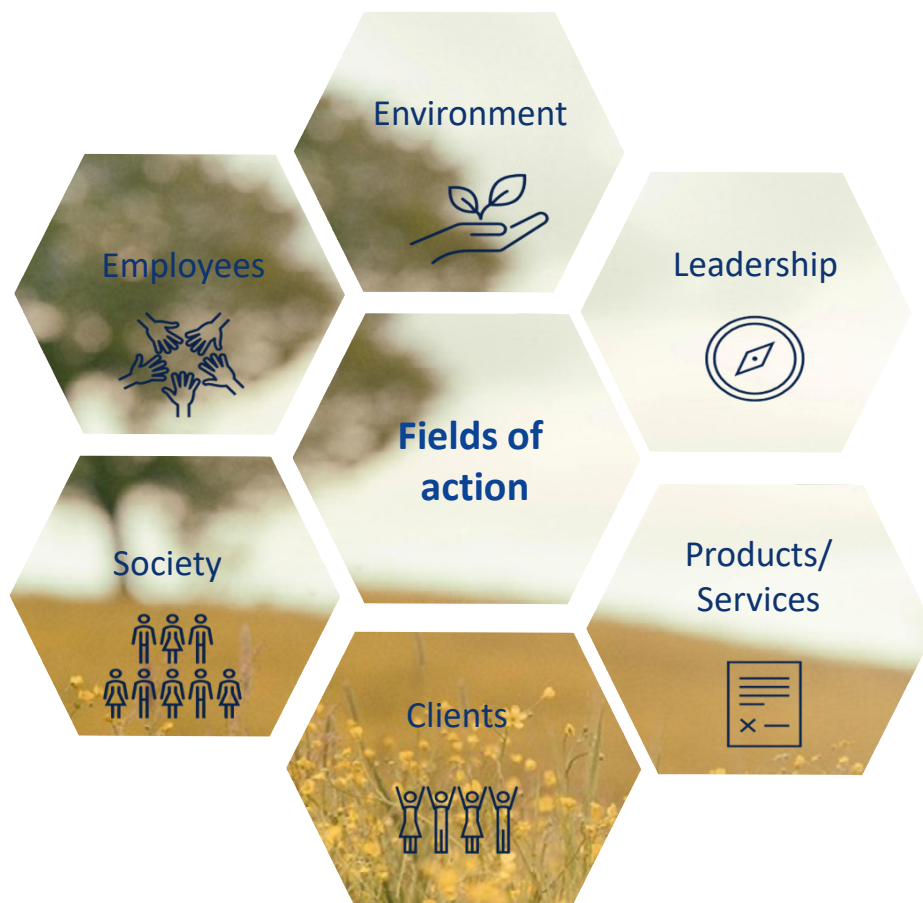 Environment
Employees
Leadership
Fields of
action
Society
Products/
Services
Clients